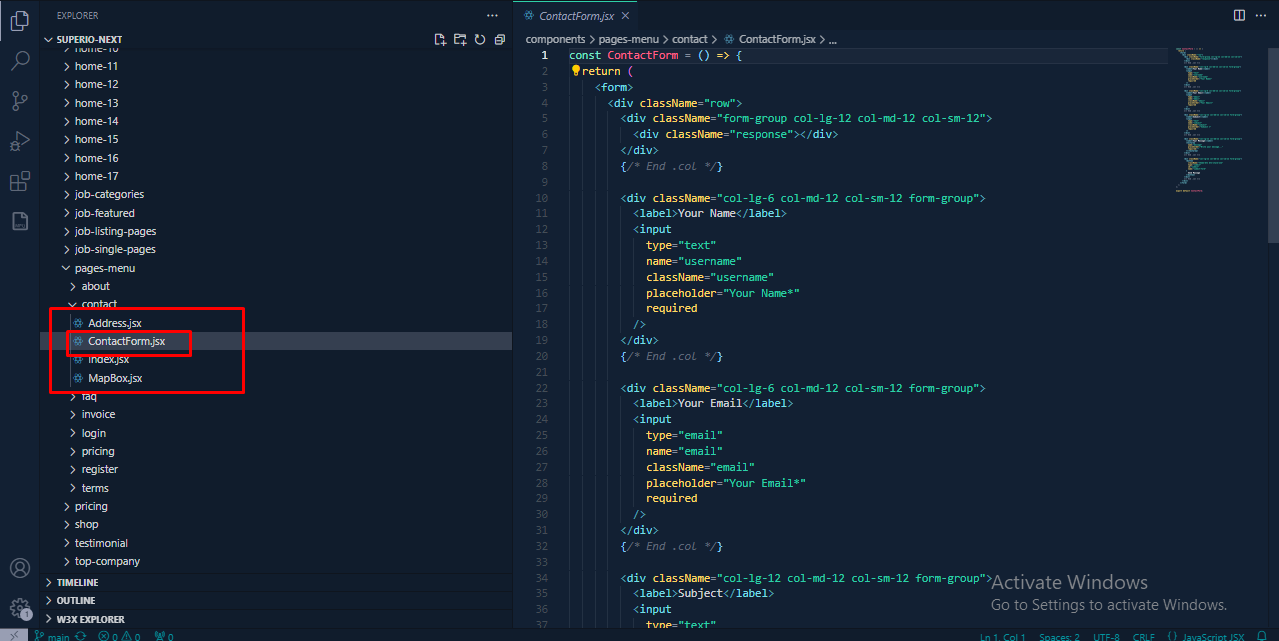 EXPLORER
SUPERIO-NEXT
home-10
home-11
home-12
home-13
home-14
home-15
home-16
home-17
job-categories
job-featured
job-listing-pages
job-single-pages
pages-menu
about
contact
Address.jsx
ContactForm.jsx
Index.jsx
MapBox.jsx
faq
invoice
login
pricing
register
terms
pricing
shop
testimonial
top-company
TIMELINE
OUTLINE
W3X EXPLORER
1
ContactForm.jsx
components > pages-menu > contact > ContactForm.jsx > ...
1 const ContactForm = () => {
2 return (
3 <form>
4 <div className="row">
5 <div className="form-group col-lg-12 col-md-12 col-sm-12">
6 <div className="response"></div>
7 </div>
8 {/* End .col */}
9
10 <div className="col-lg-6 col-md-12 col-sm-12 form-group">
11 <label>Your Name</label>
12 <input
13 type="text"
14 name="username"
15 className="username"
16 placeholder="Your Name*"
17 required
18 />
19 </div>
20 {/* End .col */}
21
22 <div className="col-lg-6 col-md-12 col-sm-12 form-group">
23 <label>Your Email</label>
24 <input
25 type="email"
26 name="email"
27 className="email"
28 placeholder="Your Email*"
29 required
30 />
31 </div>
32 {/* End .col */}
33
34 <div className="col-lg-12 col-md-12 col-sm-12 form-group">
35 <label>Subject</label>
36 <input
37 type="text"
Activate Windows
Go to Settings to activate Windows.
main 0 0 0
Ln 1, Col 1 Spaces: 2 UTF-8 CRLF {} JavaScript JSX